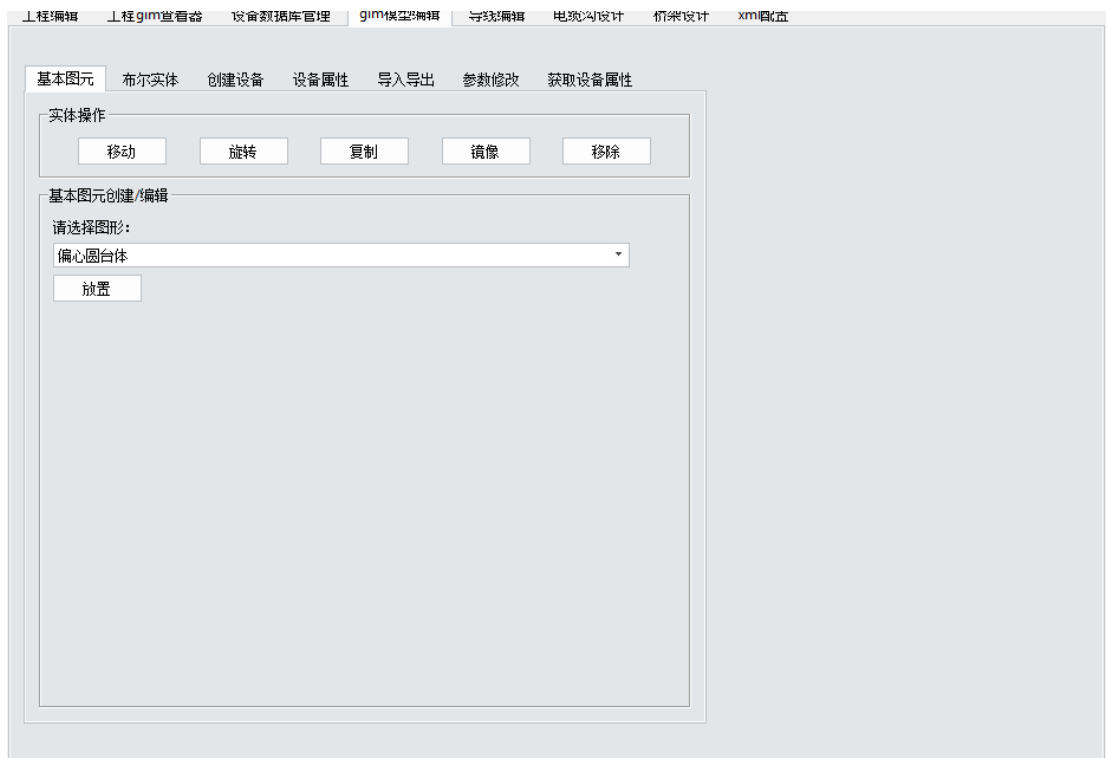 工程编辑 工程gim查看器 设备数据库管理 gim模型编辑 导线编辑 电缆沟设计 桥架设计 xml配置
基本图元 布尔实体 创建设备 设备属性 导入导出 参数修改 获取设备属性
实体操作
移动 旋转 复制 镜像 移除
基本图元创建/编辑
请选择图形：
偏心圆台体
放置